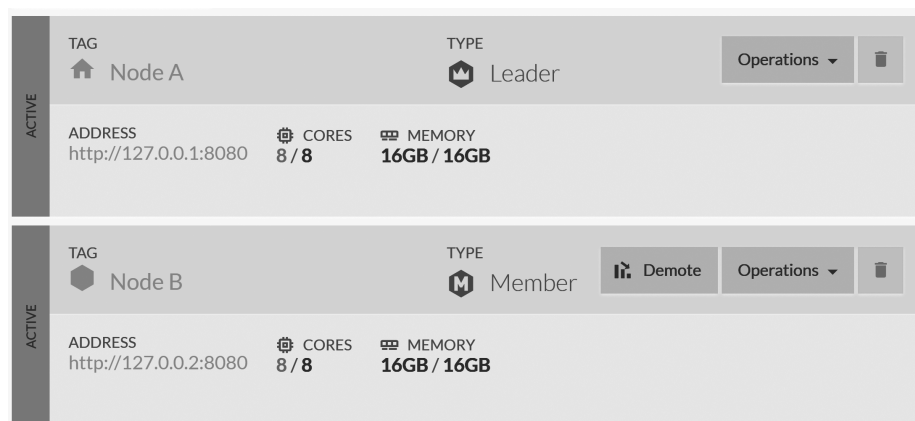 ACTIVE
TAG
Node A
TYPE
Leader
Operations
ADDRESS
http://127.0.0.1:8080
CORES
8 / 8
MEMORY
16GB / 16GB
ACTIVE
TAG
Node B
TYPE
M Member
Demote
Operations
ADDRESS
http://127.0.0.2:8080
CORES
8 / 8
MEMORY
16GB / 16GB